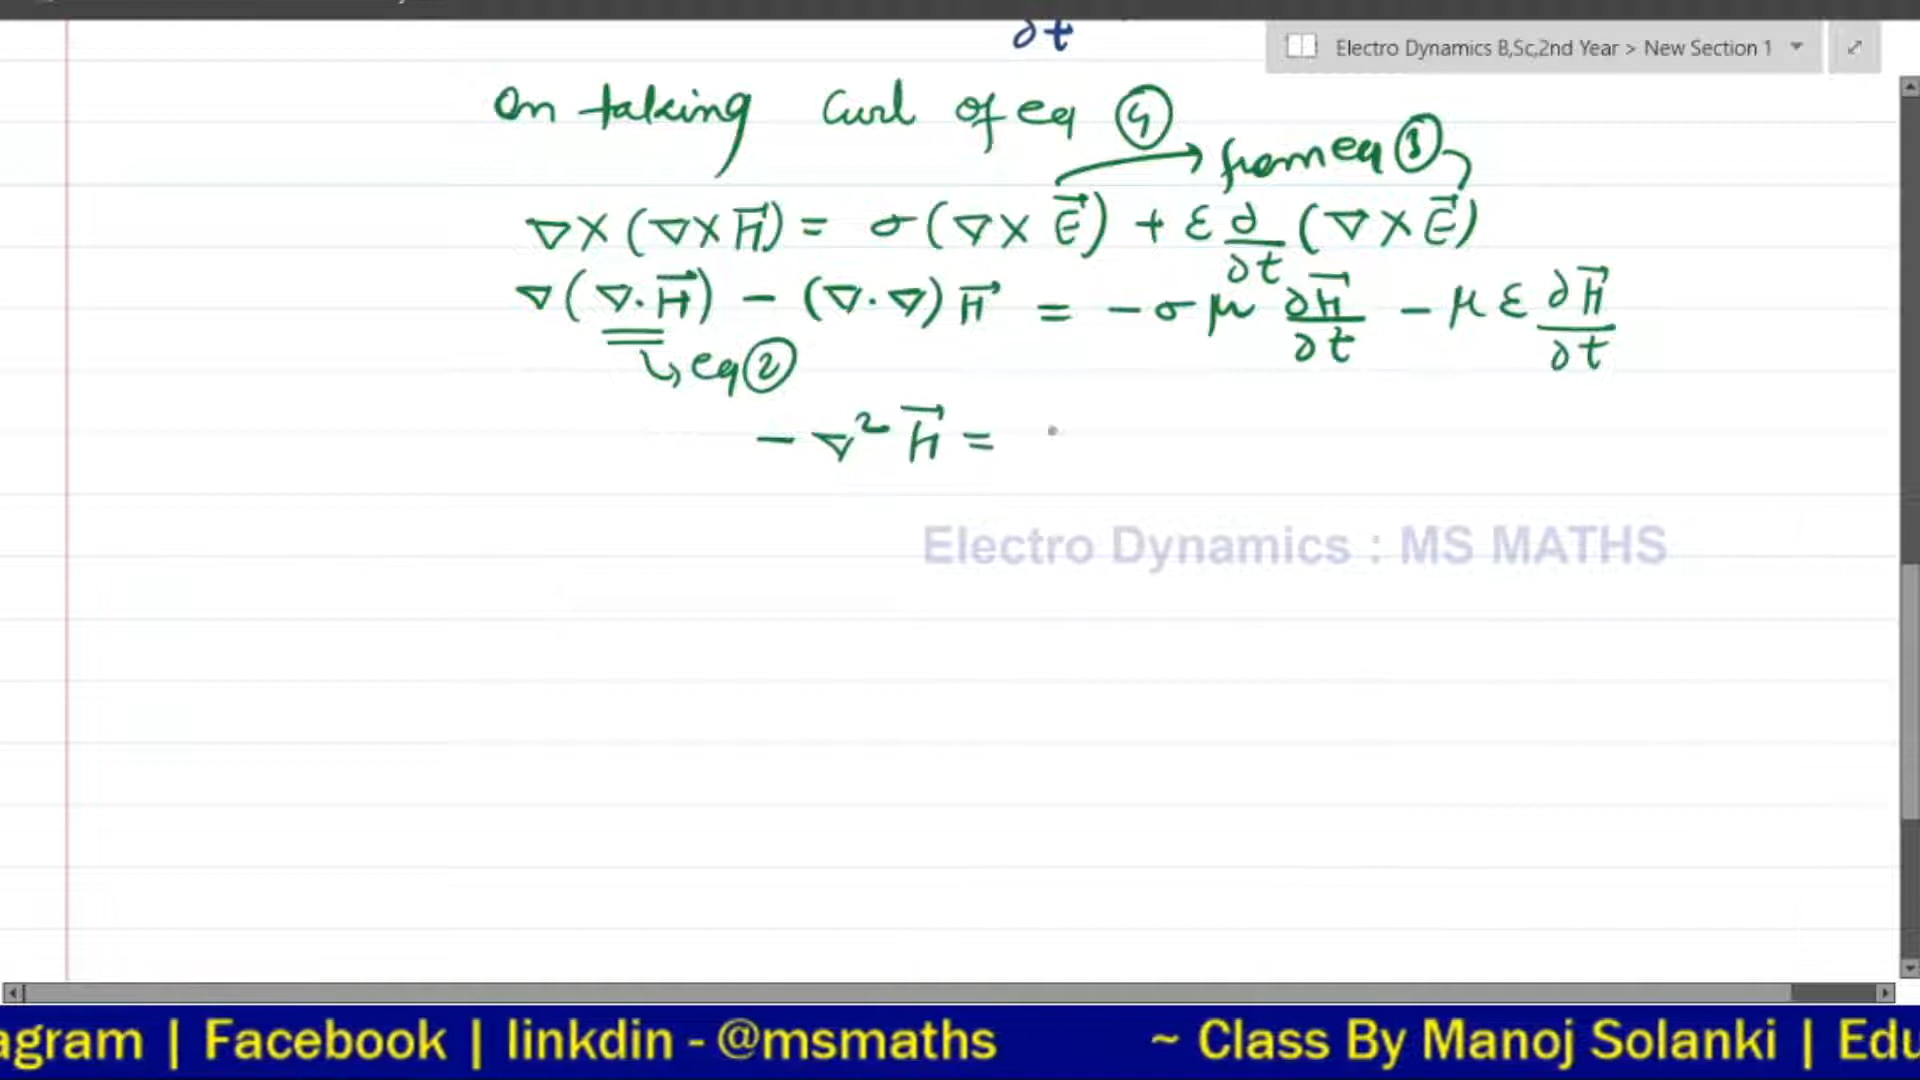 ∂t
Electro Dynamics B,Sc,2nd Year > New Section 1
On taking Curl of eq ④
from eq ③
∇×(∇×H⃗) = σ(∇×E⃗) + ε ∂/∂t (∇×E⃗)
∇(∇.H⃗) - (∇.∇)H⃗ = -σμ ∂H⃗/∂t - με ∂H⃗/∂t
↳ eq ②
-∇²H⃗ =
Electro Dynamics : MS MATHS
agram | Facebook | linkdin - @msmaths ~ Class By Manoj Solanki | Edu